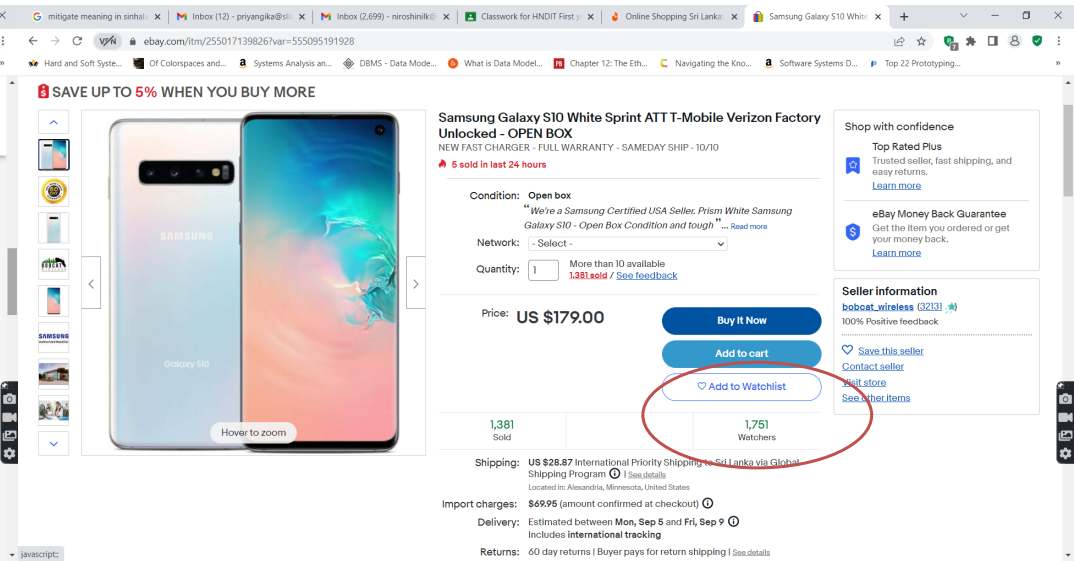 mitigate meaning in sinhala
Inbox (12) - priyangika@sli
Inbox (2,699) - niroshinilk@
Classwork for HNDIT First y
Online Shopping Sri Lanka:
Samsung Galaxy S10 White
VPN
ebay.com/itm/255017139826?var=555095191928
Hard and Soft Syste...
Of Colorspaces and...
Systems Analysis an...
DBMS - Data Mode...
What is Data Model...
Chapter 12: The Eth...
Navigating the Kno...
Software Systems D...
Top 22 Prototyping...
SAVE UP TO 5% WHEN YOU BUY MORE
Samsung Galaxy S10 White Sprint ATT T-Mobile Verizon Factory
Unlocked - OPEN BOX
NEW FAST CHARGER - FULL WARRANTY - SAMEDAY SHIP - 10/10
5 sold in last 24 hours
Condition: Open box
“We're a Samsung Certified USA Seller. Prism White Samsung
Galaxy S10 - Open Box Condition and tough”... Read more
Network: - Select -
Quantity: 1 More than 10 available
1,381 sold / See feedback
Price: US $179.00
Buy It Now
Add to cart
Add to Watchlist
1,381
Sold
1,751
Watchers
Shipping: US $28.87 International Priority Shipping to Sri Lanka via Global
Shipping Program | See details
Located in: Alexandria, Minnesota, United States
Import charges: $69.95 (amount confirmed at checkout)
Delivery: Estimated between Mon, Sep 5 and Fri, Sep 9
Includes international tracking
Returns: 60 day returns | Buyer pays for return shipping | See details
Shop with confidence
Top Rated Plus
Trusted seller, fast shipping, and
easy returns.
Learn more
eBay Money Back Guarantee
Get the item you ordered or get
your money back.
Learn more
Seller information
bobcat_wireless (32131)
100% Positive feedback
Save this seller
Contact seller
Visit store
See other items
SAMSUNG
Galaxy S10
Hover to zoom
BOBCAT
SAMSUNG
javascript:;